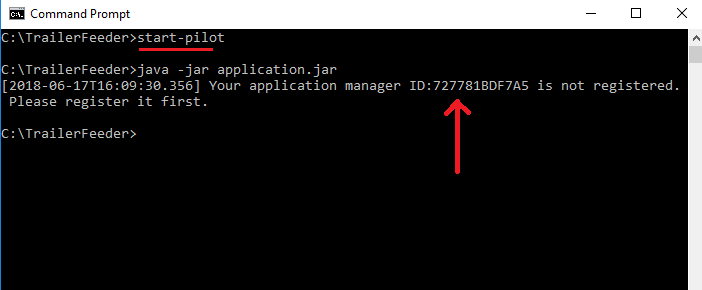 Command Prompt
C:\TrailerFeeder>start-pilot
C:\TrailerFeeder>java -jar application.jar
[2018-06-17T16:09:30.356] Your application manager ID:727781BDF7A5 is not registered.
Please register it first.
C:\TrailerFeeder>